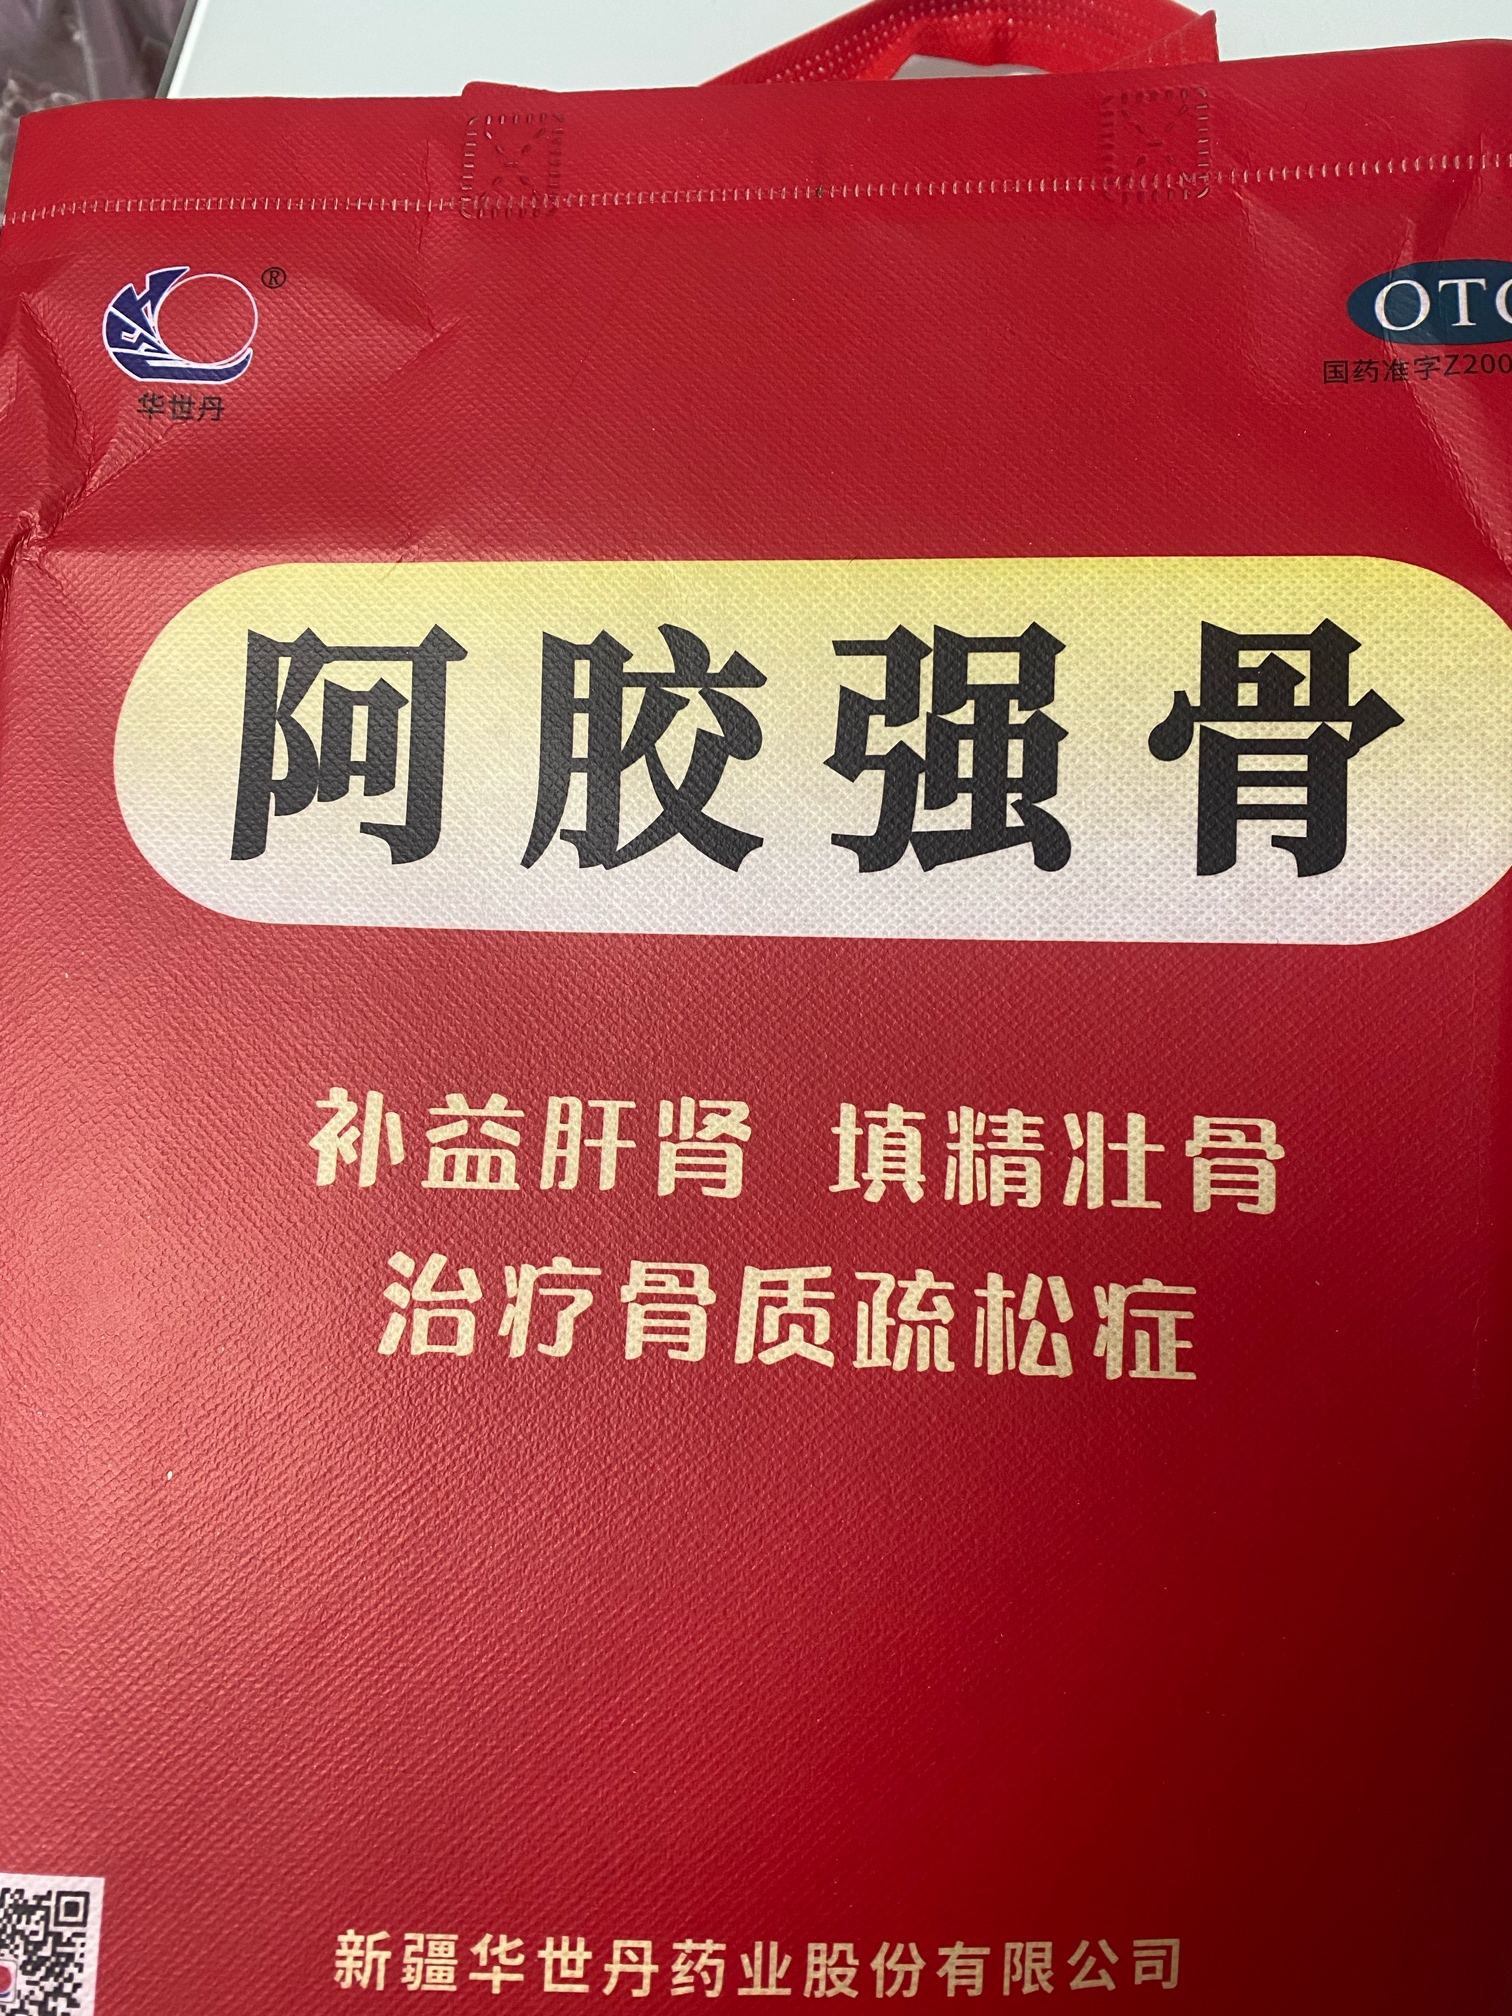 ®
华世丹
OTC
国药准字Z200
阿胶强骨
补益肝肾 填精壮骨
治疗骨质疏松症
新疆华世丹药业股份有限公司